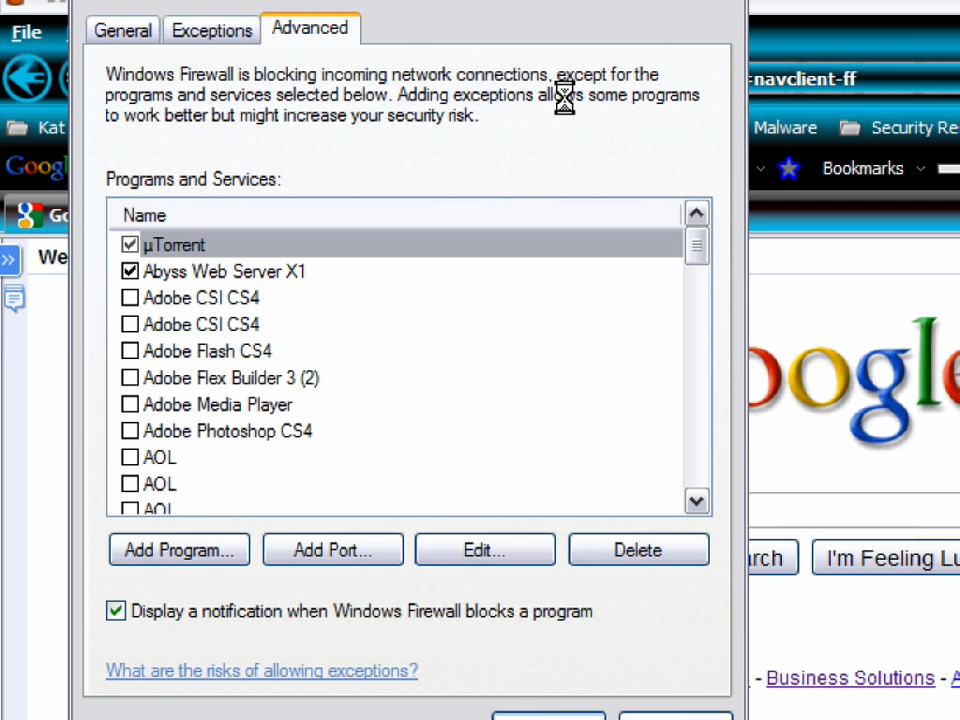 File
General
Exceptions
Advanced
=navclient-ff
Windows Firewall is blocking incoming network connections, except for the
programs and services selected below. Adding exceptions allows some programs
to work better but might increase your security risk.
Kat
Malware
Security Re
Google
Bookmarks
Programs and Services:
Go
Name
We
µTorrent
Abyss Web Server X1
Adobe CSI CS4
Adobe CSI CS4
Adobe Flash CS4
Adobe Flex Builder 3 (2)
Adobe Media Player
Adobe Photoshop CS4
AOL
AOL
AOL
oogle
Add Program...
Add Port...
Edit...
Delete
arch
I'm Feeling Lu
Display a notification when Windows Firewall blocks a program
What are the risks of allowing exceptions?
- Business Solutions - A